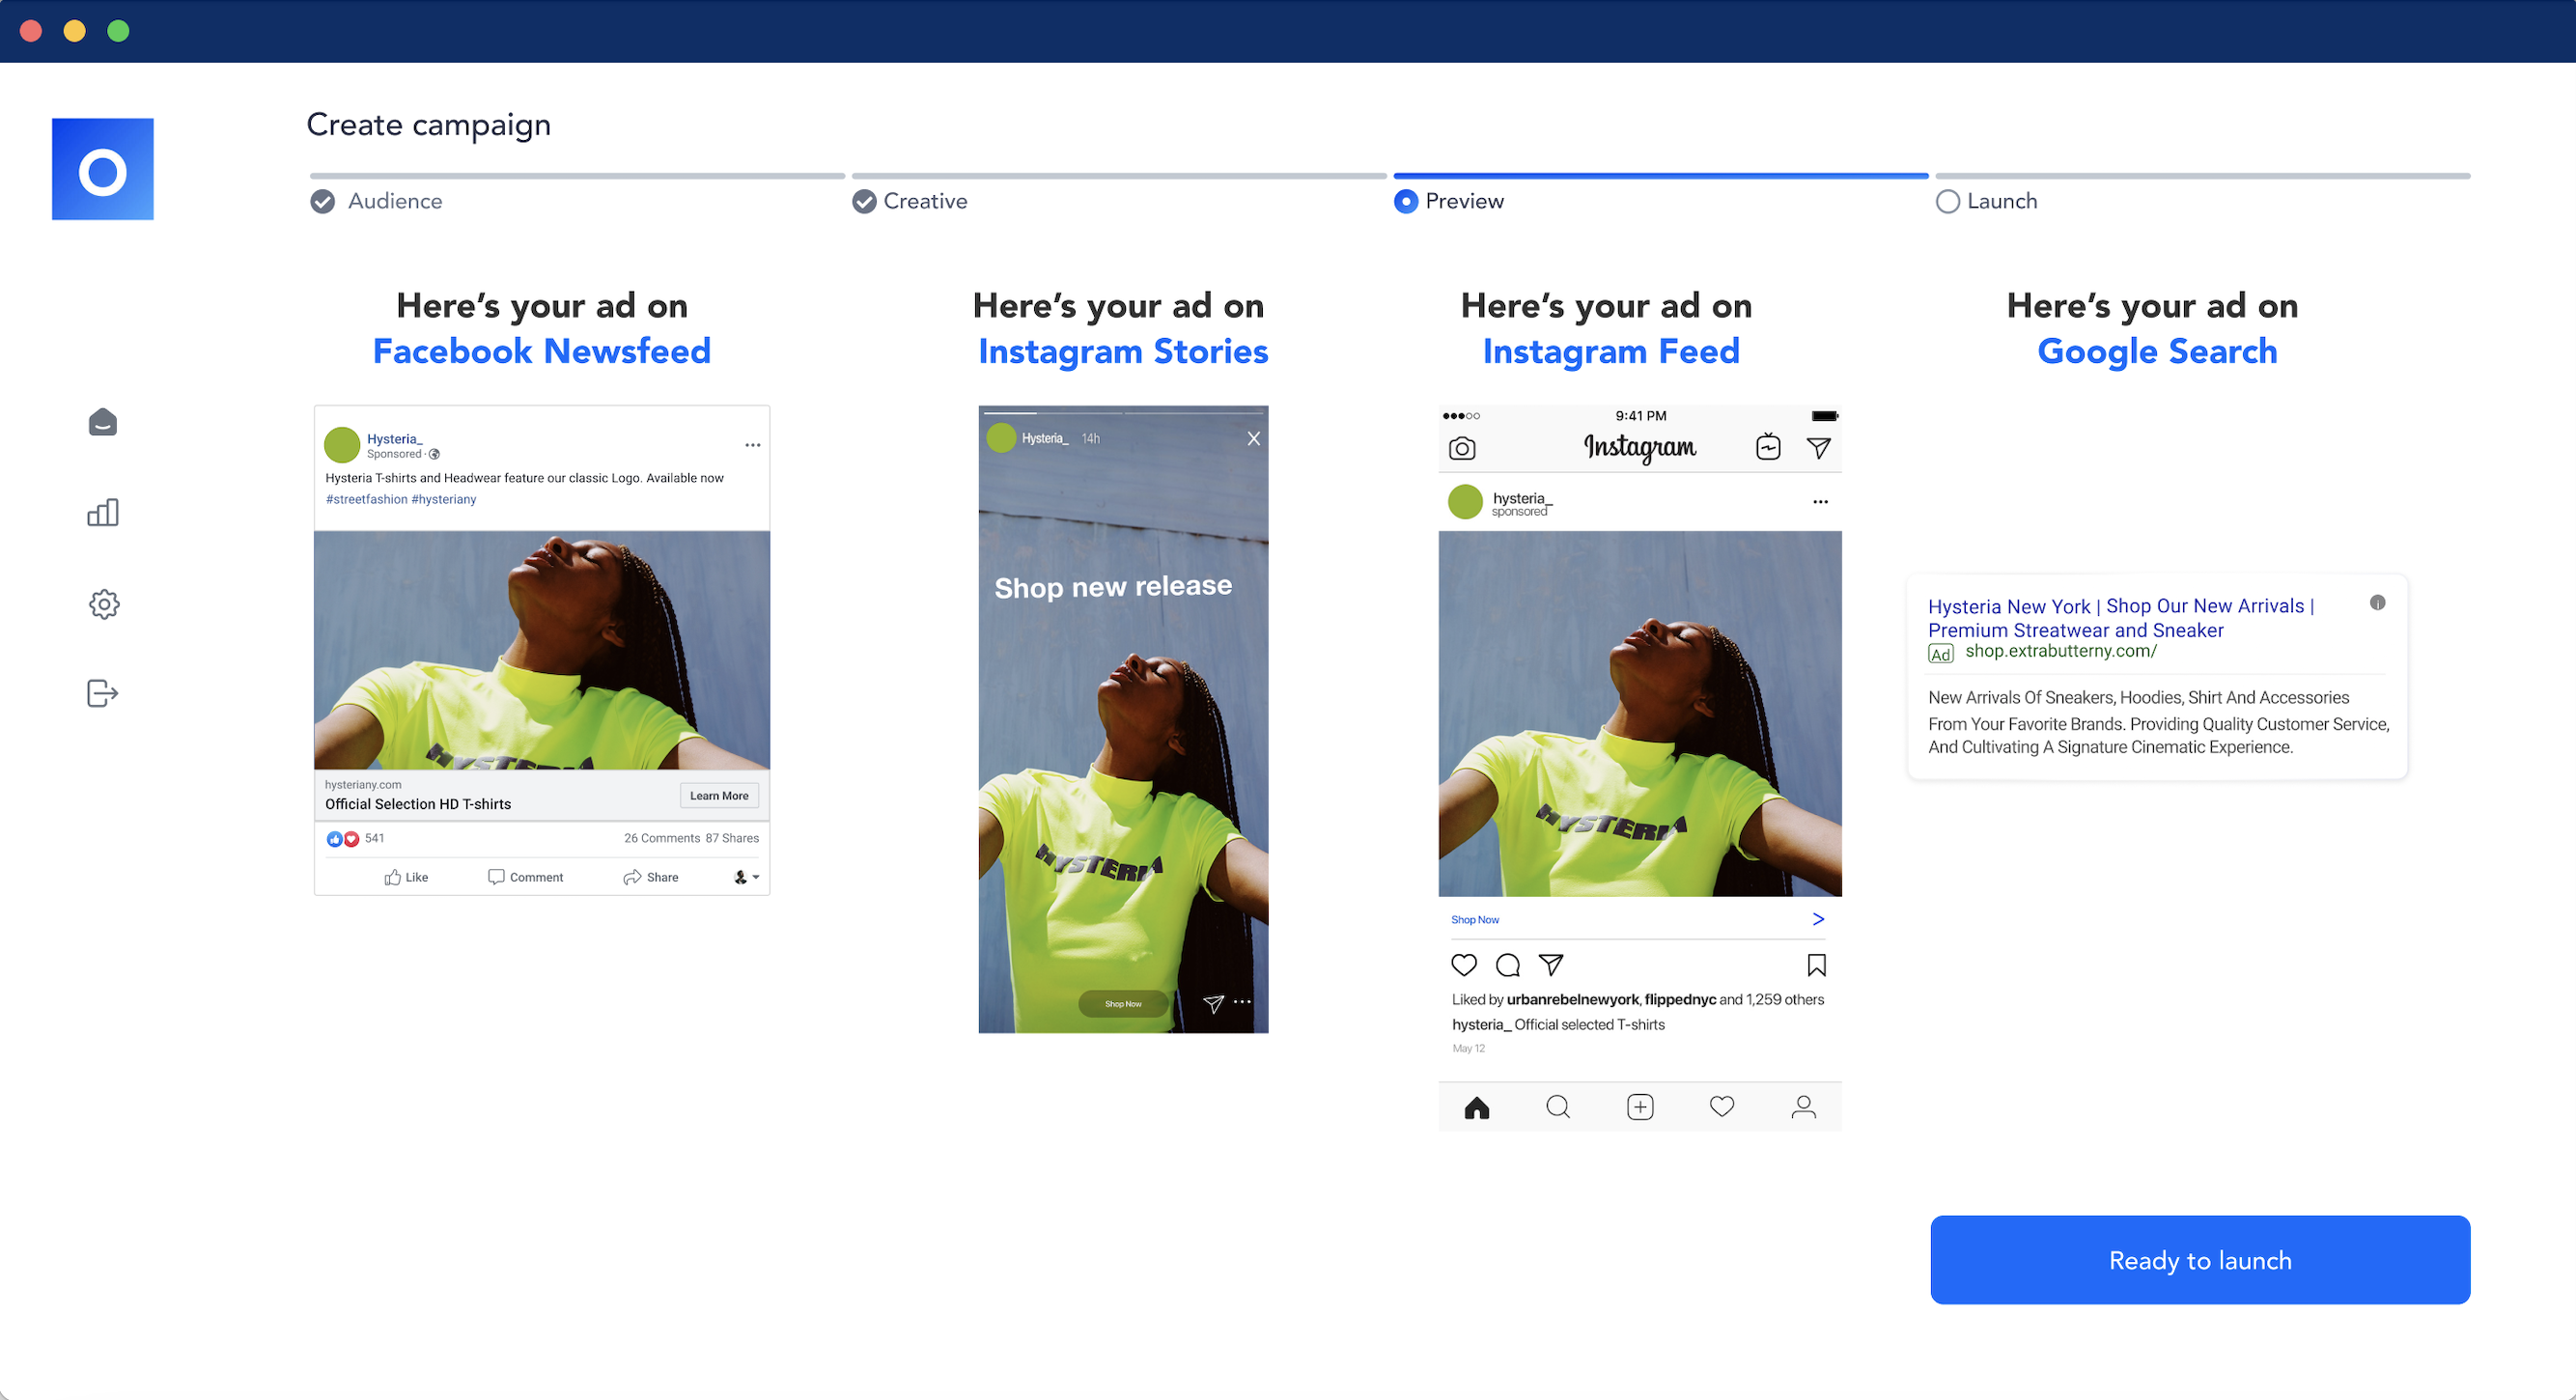 Create campaign
Audience
Creative
Preview
Launch
Here's your ad on
Facebook Newsfeed
Hysteria_
Sponsored ·
Hysteria T-shirts and Headwear feature our classic Logo. Available now
#streetfashion #hysteriany
HYSTERIA
hysteriany.com
Official Selection HD T-shirts
Learn More
541
26 Comments 87 Shares
Like
Comment
Share
Here's your ad on
Instagram Stories
Hysteria_ 14h
Shop new release
HYSTERIA
Shop Now
Here's your ad on
Instagram Feed
9:41 PM
Instagram
hysteria_
sponsored
HYSTERIA
Shop Now
Liked by urbanrebelnewyork, flippednyc and 1,259 others
hysteria_ Official selected T-shirts
May 12
Here's your ad on
Google Search
Hysteria New York | Shop Our New Arrivals |
Premium Streatwear and Sneaker
Ad shop.extrabutterny.com/
New Arrivals Of Sneakers, Hoodies, Shirt And Accessories
From Your Favorite Brands. Providing Quality Customer Service,
And Cultivating A Signature Cinematic Experience.
Ready to launch